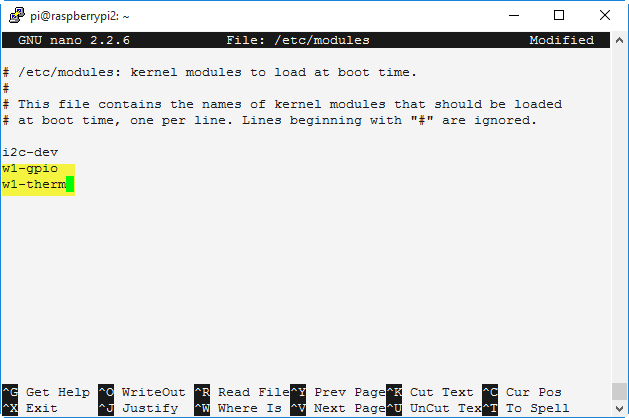 pi@raspberrypi2: ~
GNU nano 2.2.6 File: /etc/modules Modified
# /etc/modules: kernel modules to load at boot time.
#
# This file contains the names of kernel modules that should be loaded
# at boot time, one per line. Lines beginning with "#" are ignored.
i2c-dev
w1-gpio
w1-therm
^G Get Help ^O WriteOut ^R Read File^Y Prev Page^K Cut Text ^C Cur Pos
^X Exit ^J Justify ^W Where Is ^V Next Page^U UnCut Tex^T To Spell